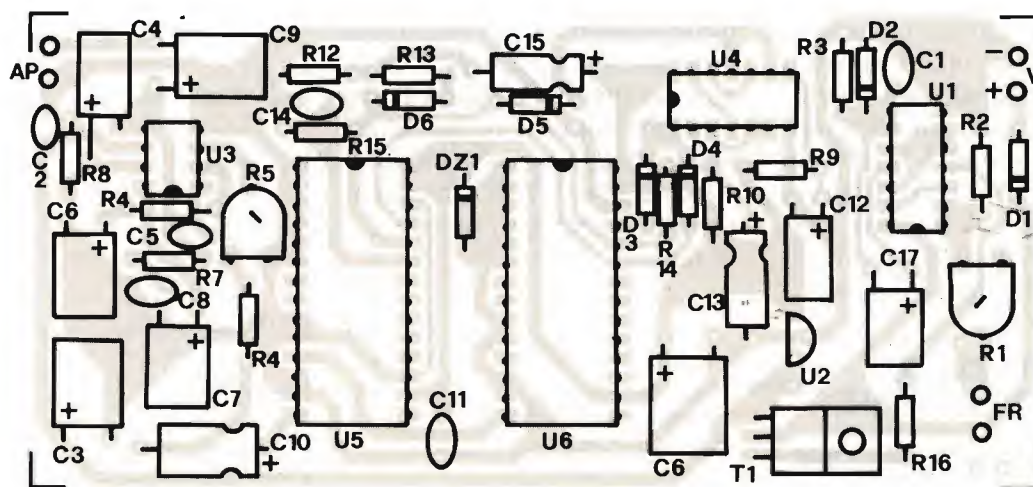 C4
C9
R12
R13
C15
+
U4
R3
D2
C1
−
V
AP
+
+
C14
D6
D5
U1
+
C2
R8
U3
R15
R5
DZ1
D4
R9
R2
D1
C6
R4
C5
+
R7
C8
D3
R14
R10
+
C12
+
C17
+
C13
R4
+
C7
U2
R1
+
C3
C10
+
U5
C11
U6
+
C6
T1
R16
FR